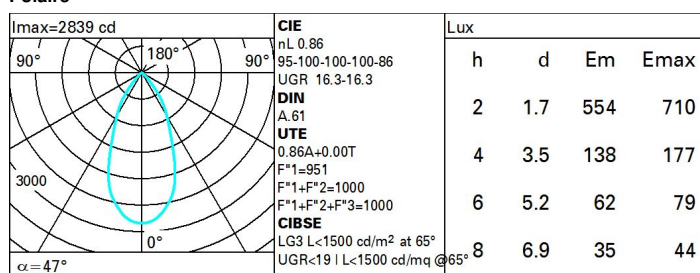 Imax=2839 cd
90° 180° 90°
3000
0°
α=47°
CIE
nL 0.86
95-100-100-100-86
UGR 16.3-16.3
DIN
A.61
UTE
0.86A+0.00T
F"1=951
F"1+F"2=1000
F"1+F"2+F"3=1000
CIBSE
LG3 L<1500 cd/m² at 65°
UGR<19 | L<1500 cd/mq @65°
Lux
h d Em Emax
2 1.7 554 710
4 3.5 138 177
6 5.2 62 79
8 6.9 35 44